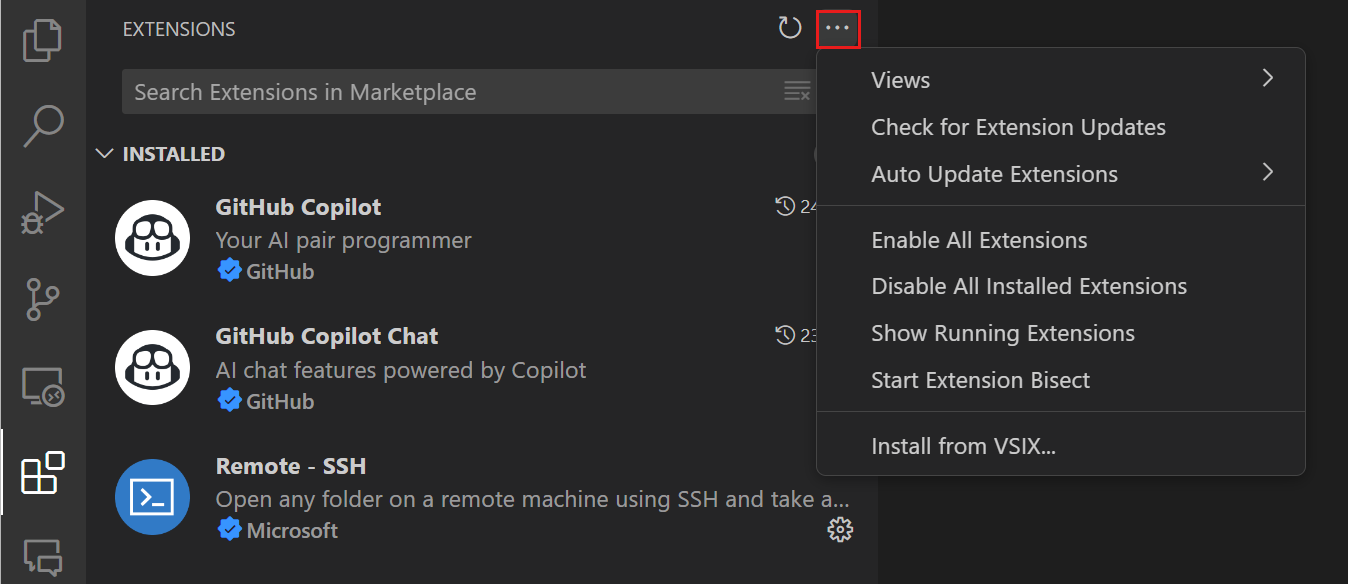 EXTENSIONS
Search Extensions in Marketplace
INSTALLED
GitHub Copilot
Your AI pair programmer
GitHub
GitHub Copilot Chat
AI chat features powered by Copilot
GitHub
Remote - SSH
Open any folder on a remote machine using SSH and take a...
Microsoft
Views
Check for Extension Updates
Auto Update Extensions
Enable All Extensions
Disable All Installed Extensions
Show Running Extensions
Start Extension Bisect
Install from VSIX...